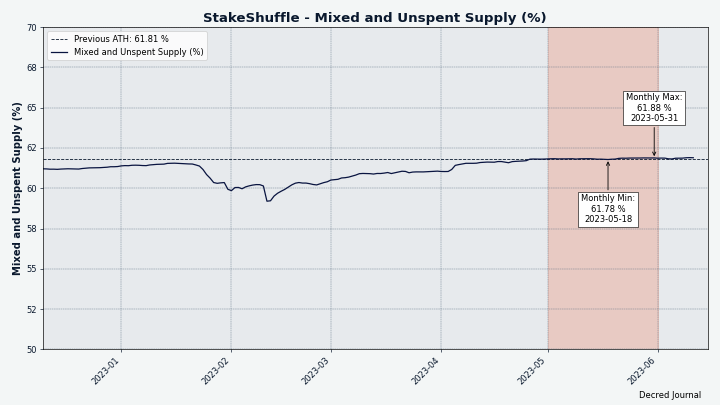 StakeShuffle - Mixed and Unspent Supply (%)
Mixed and Unspent Supply (%)
70
68
65
62
60
58
55
52
50
Previous ATH: 61.81 %
Mixed and Unspent Supply (%)
Monthly Max:
61.88 %
2023-05-31
Monthly Min:
61.78 %
2023-05-18
2023-01
2023-02
2023-03
2023-04
2023-05
2023-06
Decred Journal